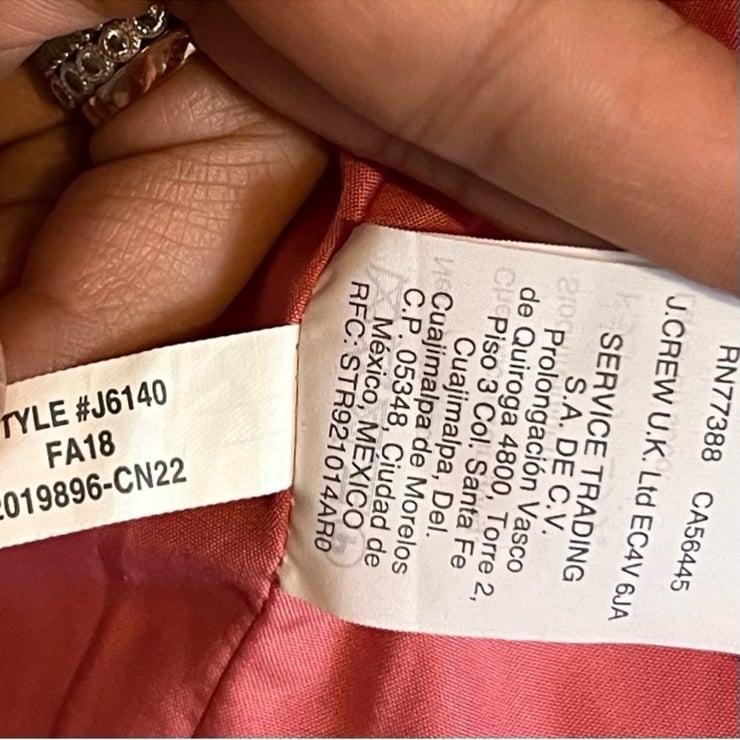 TYLE #J6140
FA18
2019896-CN22
RN77388 CA56445
J.CREW U.K. Ltd EC4V 6JA
SERVICE TRADING
S.A. DE C.V.
Prolongación Vasco
de Quiroga 4800, Torre 2,
Piso 3 Col. Santa Fe
Cuajimalpa, Del.
Cuajimalpa de Morelos
C.P. 05348, Ciudad de
México, MEXICO
RFC: STR921014AR0